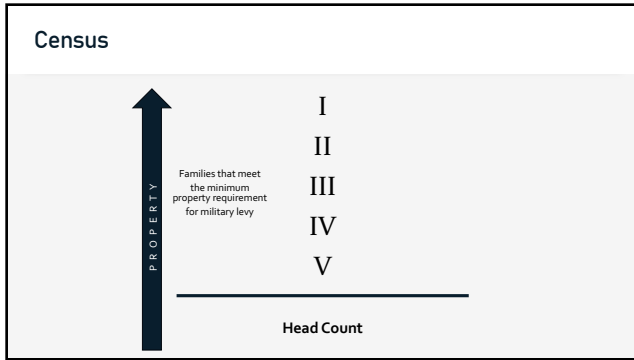 Census
PROPERTY
Families that meet
the minimum
property requirement
for military levy
I
II
III
IV
V
Head Count